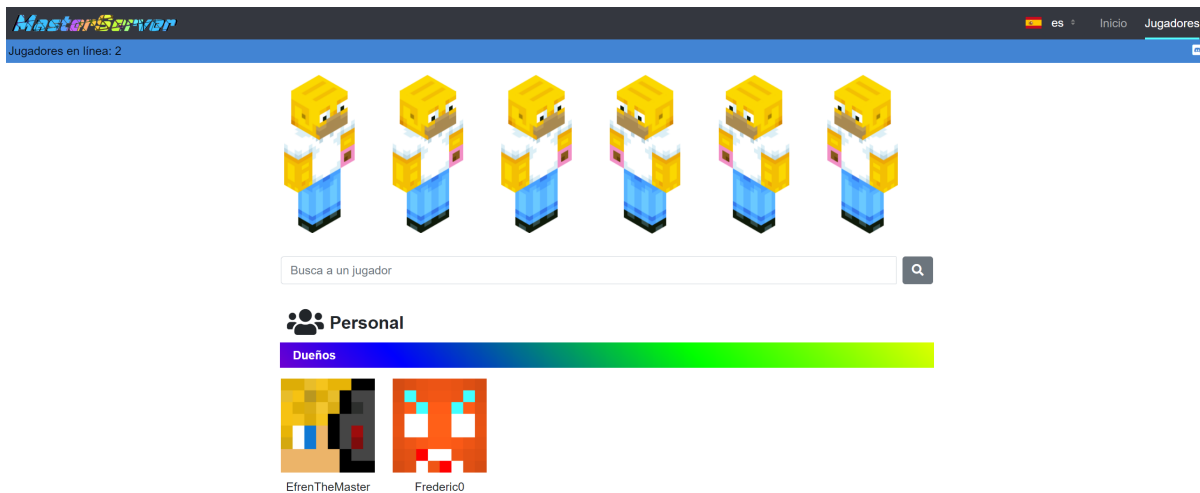 MasterServer
es
Inicio
Jugadores
Jugadores en línea: 2
Busca a un jugador
Personal
Dueños
EfrenTheMaster
Frederic0